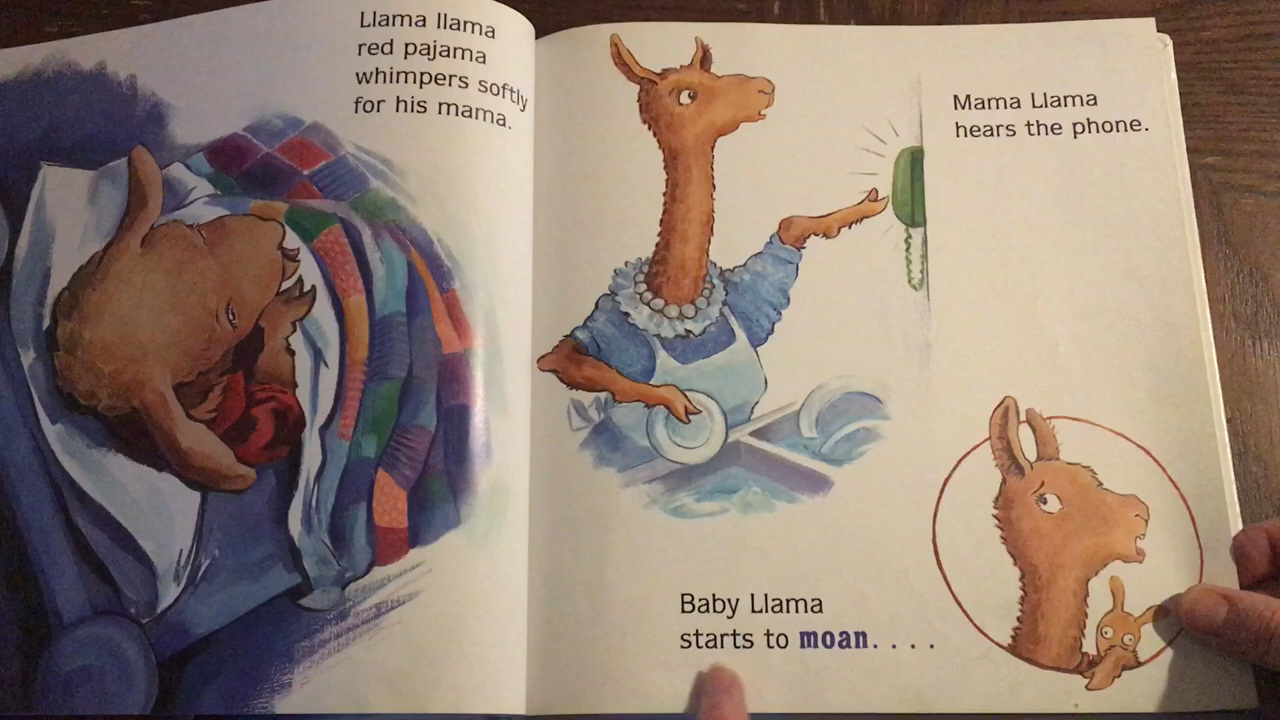 Llama llama
red pajama
whimpers softly
for his mama.
Mama Llama
hears the phone.
Baby Llama
starts to moan. . . .